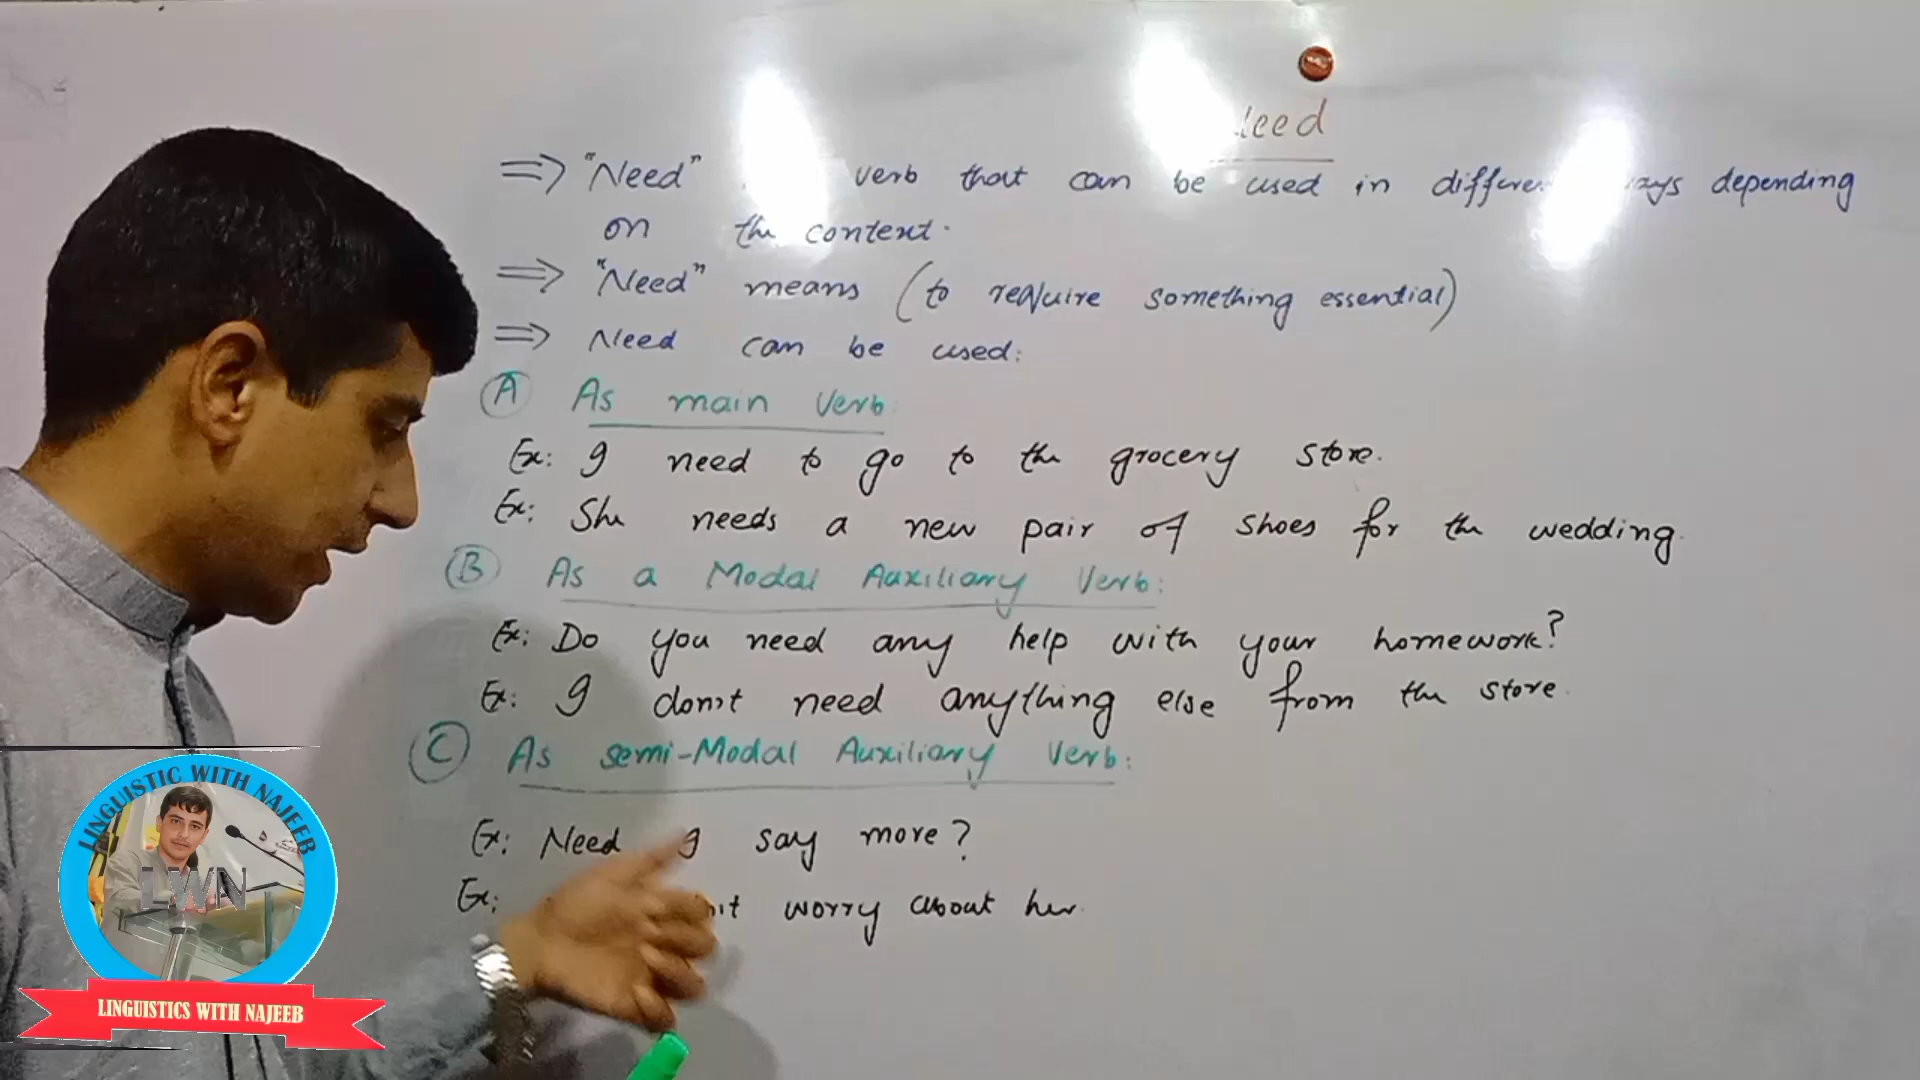 Need
⇒ "Need" verb that can be used in different ways depending
on the content.
⇒ "Need" means (to require something essential)
⇒ Need can be used:
A As main Verb:
Ex: I need to go to the grocery store.
Ex: She needs a new pair of shoes for the wedding.
B As a Modal Auxiliary Verb:
Ex: Do you need any help with your homework?
Ex: I don't need anything else from the store.
C As semi-Modal Auxiliary Verb:
Ex: Need I say more?
Ex: worry about her.
LINGUISTIC WITH NAJEEB
LWN
LINGUISTICS WITH NAJEEB